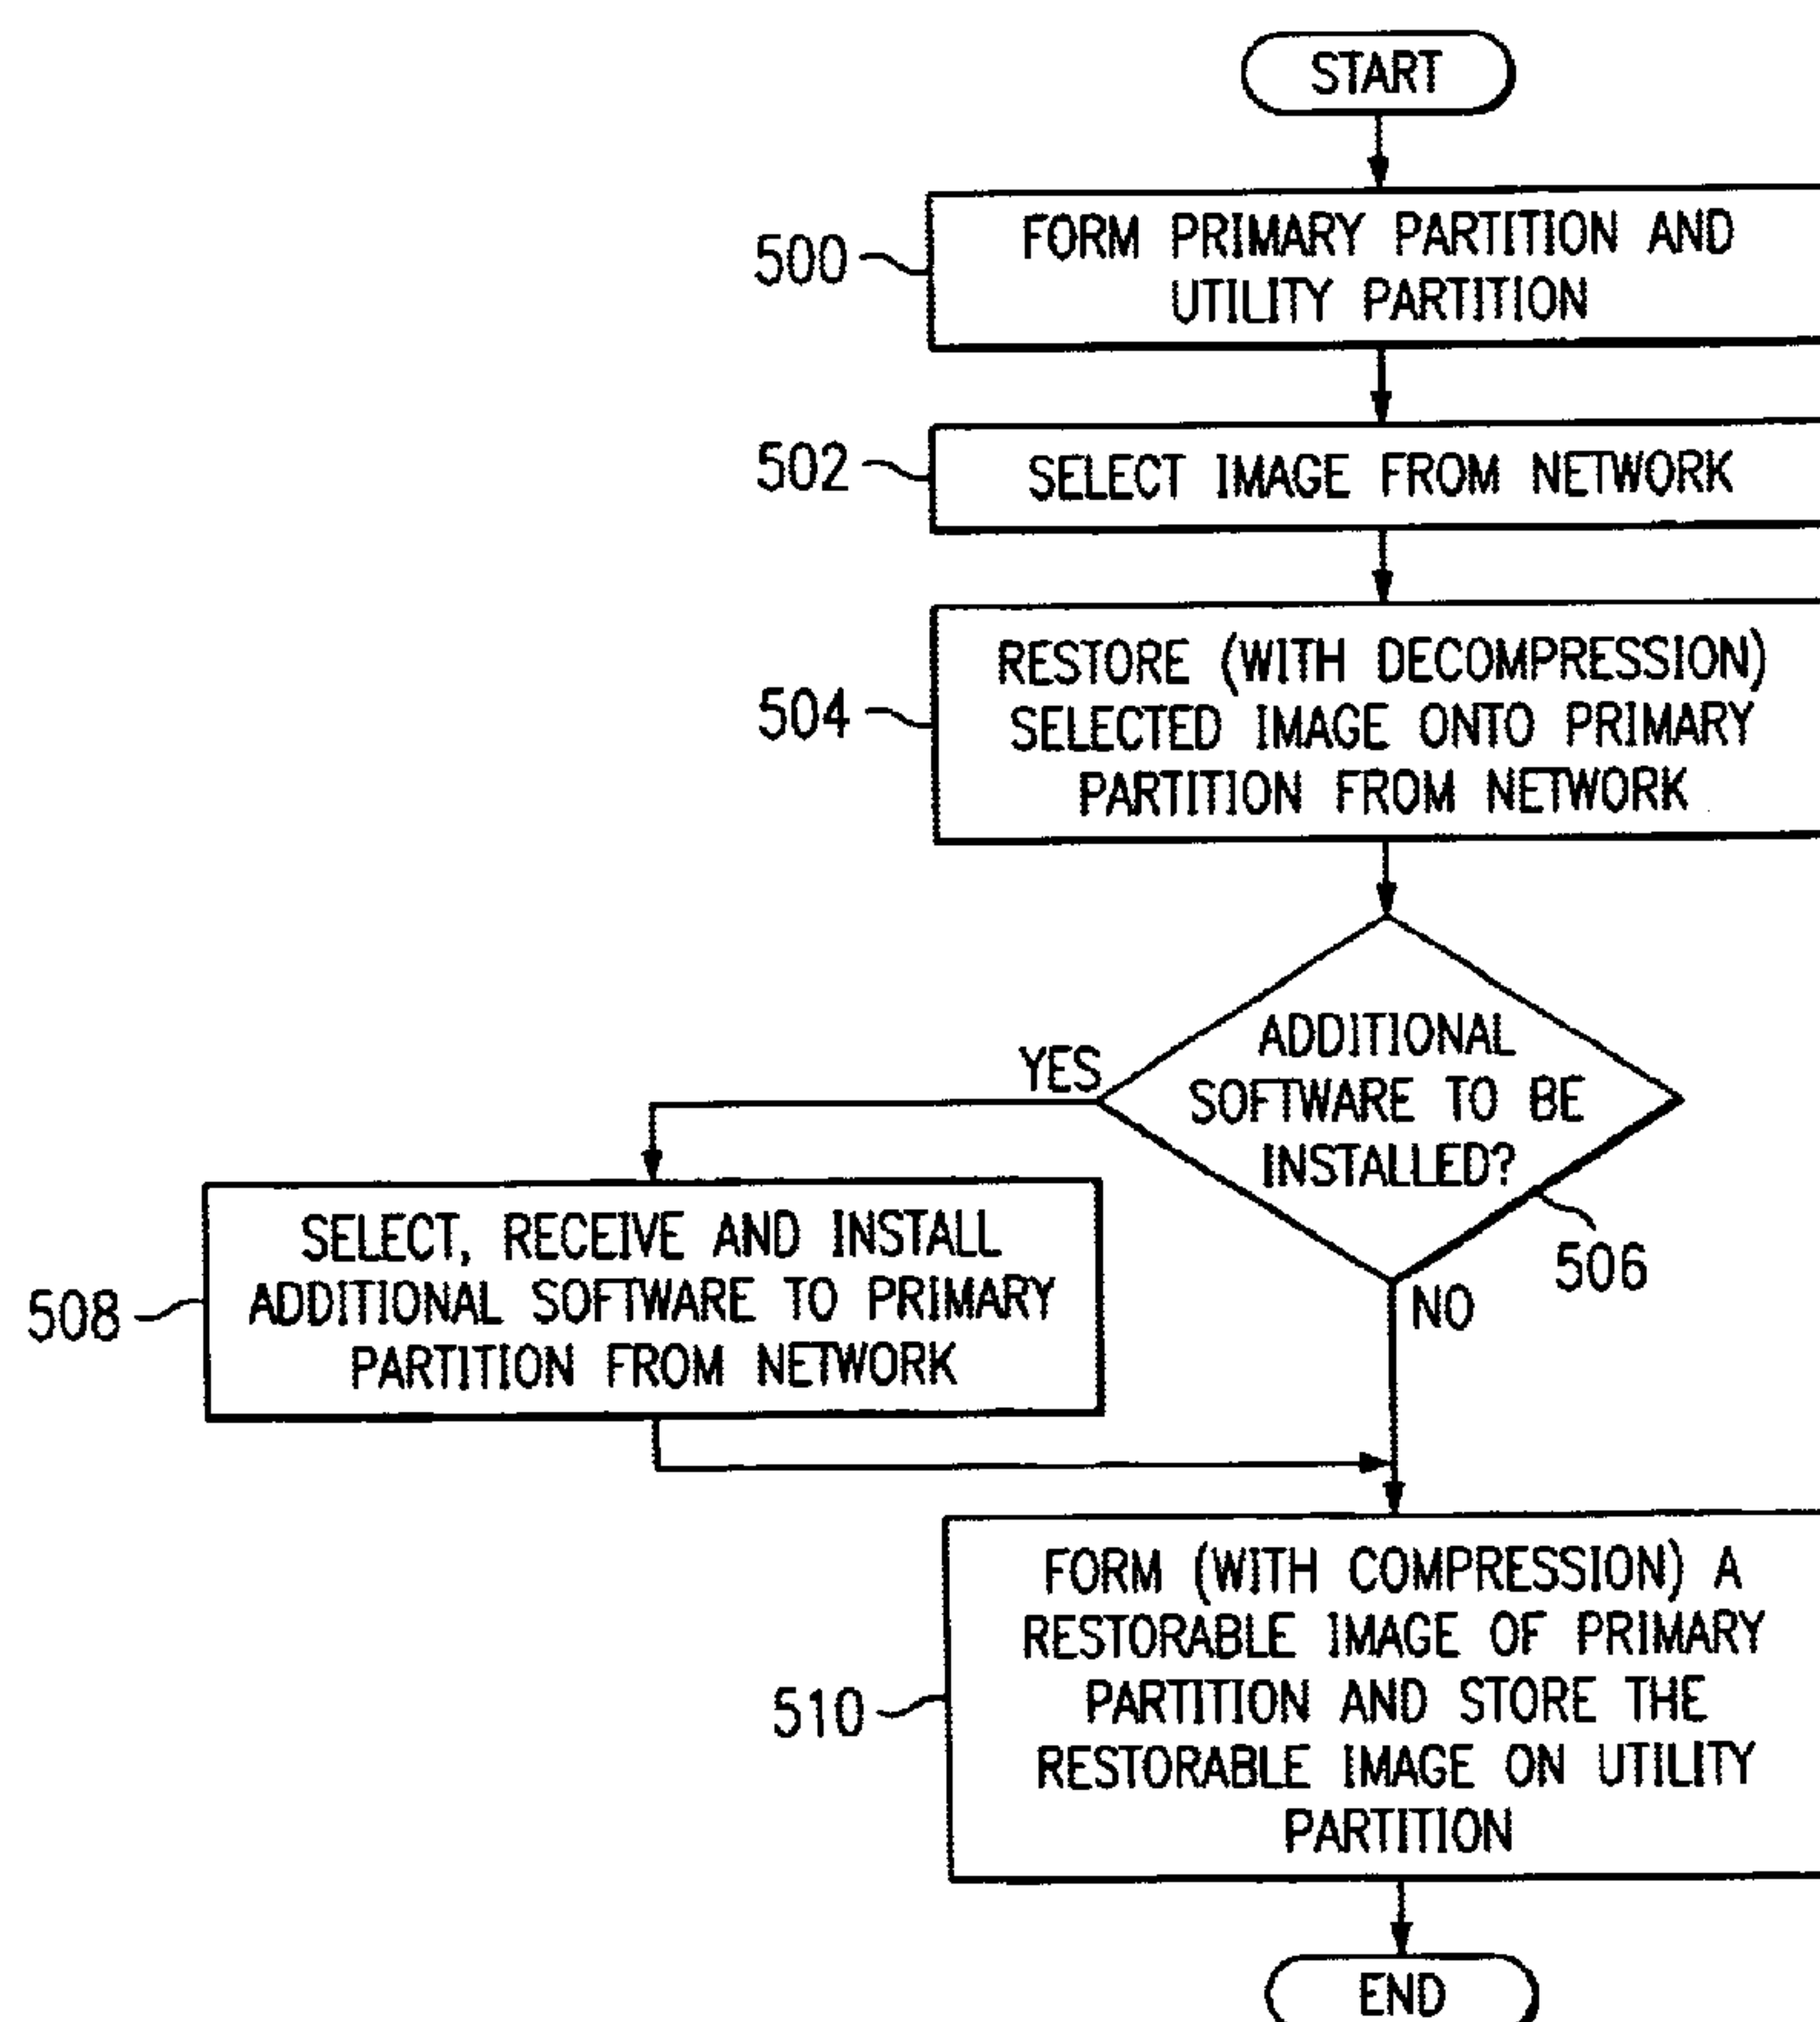 START
500
FORM PRIMARY PARTITION AND
UTILITY PARTITION
502
SELECT IMAGE FROM NETWORK
504
RESTORE (WITH DECOMPRESSION)
SELECTED IMAGE ONTO PRIMARY
PARTITION FROM NETWORK
YES
ADDITIONAL
SOFTWARE TO BE
INSTALLED?
506
NO
508
SELECT, RECEIVE AND INSTALL
ADDITIONAL SOFTWARE TO PRIMARY
PARTITION FROM NETWORK
510
FORM (WITH COMPRESSION) A
RESTORABLE IMAGE OF PRIMARY
PARTITION AND STORE THE
RESTORABLE IMAGE ON UTILITY
PARTITION
END